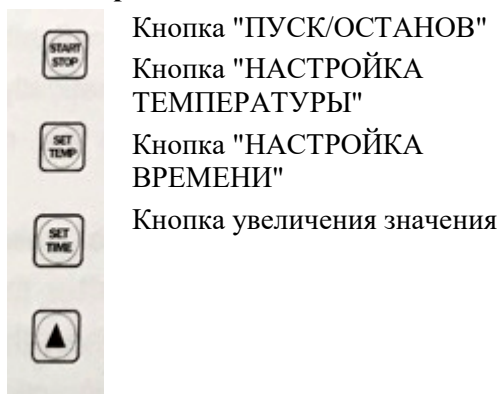 START
STOP
Кнопка "ПУСК/ОСТАНОВ"
SET
TEMP
Кнопка "НАСТРОЙКА
ТЕМПЕРАТУРЫ"
SET
TIME
Кнопка "НАСТРОЙКА
ВРЕМЕНИ"
Кнопка увеличения значения